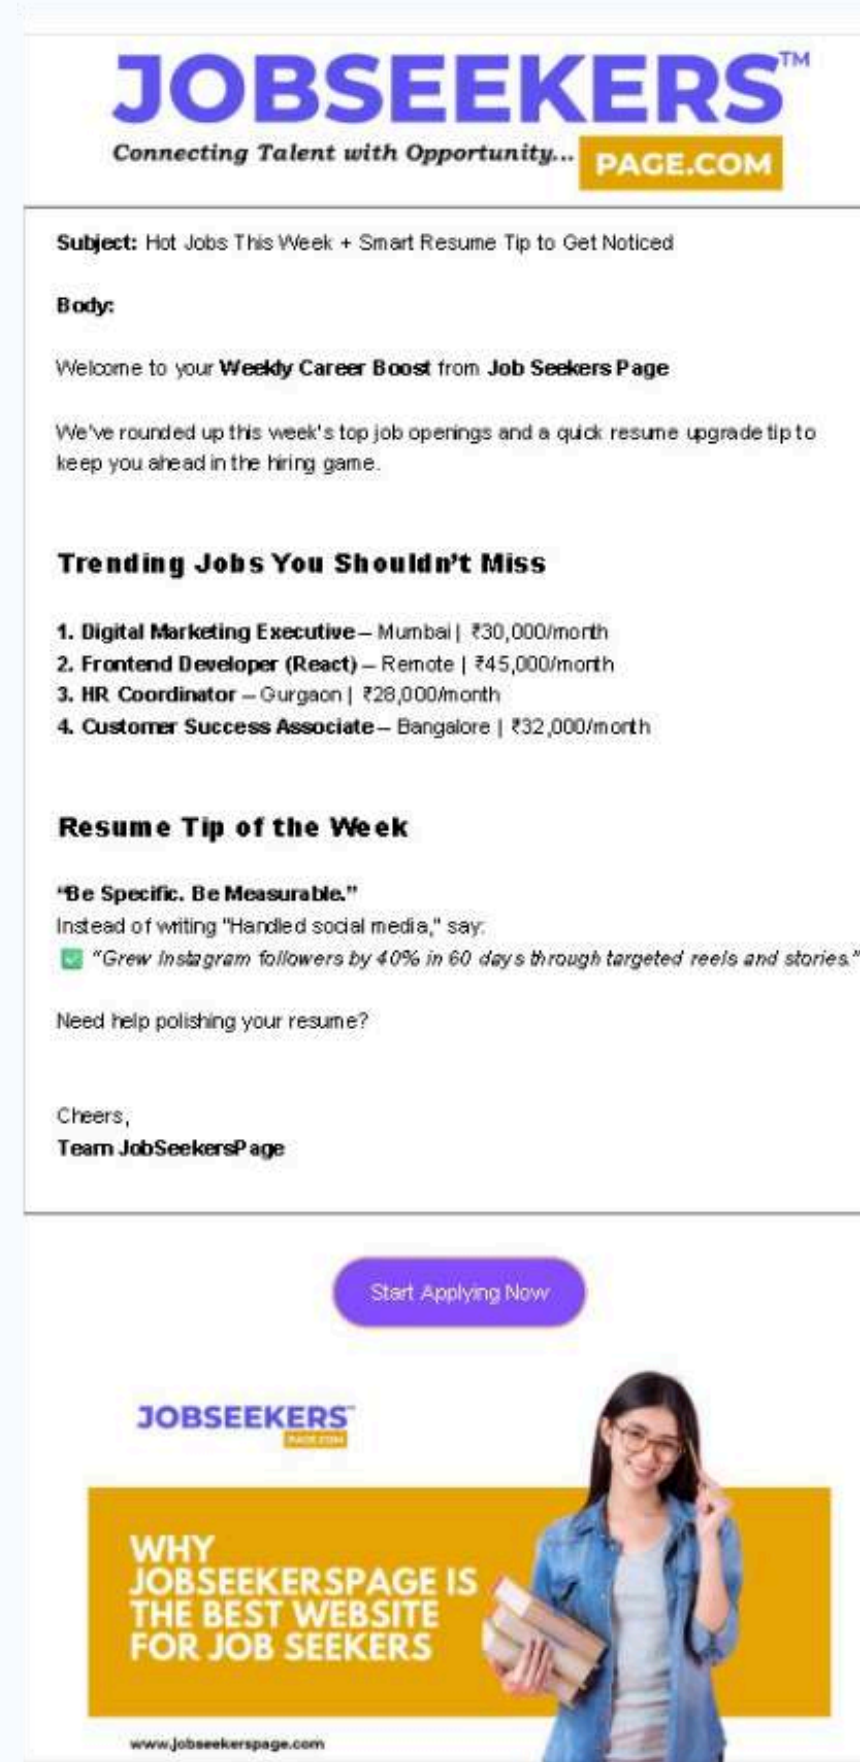 JOBSEEKERS™
Connecting Talent with Opportunity...
PAGE.COM
Subject: Hot Jobs This Week + Smart Resume Tip to Get Noticed
Body:
Welcome to your Weekly Career Boost from Job Seekers Page
We've rounded up this week's top job openings and a quick resume upgrade tip to
keep you ahead in the hiring game.
Trending Jobs You Shouldn’t Miss
1. Digital Marketing Executive – Mumbai | ₹30,000/month
2. Frontend Developer (React) – Remote | ₹45,000/month
3. HR Coordinator – Gurgaon | ₹28,000/month
4. Customer Success Associate – Bangalore | ₹32,000/month
Resume Tip of the Week
“Be Specific. Be Measurable.”
Instead of writing "Handled social media," say:
✅ “Grew Instagram followers by 40% in 60 days through targeted reels and stories.”
Need help polishing your resume?
Cheers,
Team JobSeekersPage
Start Applying Now
JOBSEEKERS™
PAGE.COM
WHY
JOBSEEKERSPAGE IS
THE BEST WEBSITE
FOR JOB SEEKERS
www.jobseekerspage.com